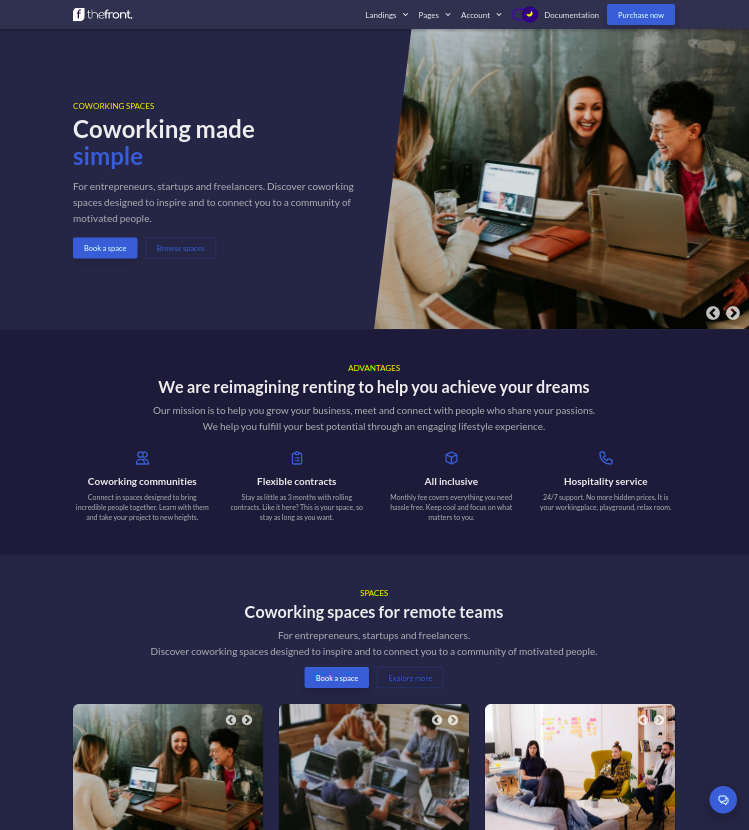 thefront.
Landings Pages Account Documentation Purchase now
COWORKING SPACES
Coworking made
simple
For entrepreneurs, startups and freelancers. Discover coworking
spaces designed to inspire and to connect you to a community of
motivated people.
Book a space Browse spaces
ADVANTAGES
We are reimagining renting to help you achieve your dreams
Our mission is to help you grow your business, meet and connect with people who share your passions.
We help you fulfill your best potential through an engaging lifestyle experience.
Coworking communities
Connect in spaces designed to bring
incredible people together. Learn with them
and take your project to new heights.
Flexible contracts
Stay as little as 3 months with rolling
contracts. Like it here? This is your space, so
stay as long as you want.
All inclusive
Monthly fee covers everything you need
hassle free. Keep cool and focus on what
matters to you.
Hospitality service
24/7 support. No more hidden prices. It is
your workingplace, playground, relax room.
SPACES
Coworking spaces for remote teams
For entrepreneurs, startups and freelancers.
Discover coworking spaces designed to inspire and to connect you to a community of motivated people.
Book a space Explore more